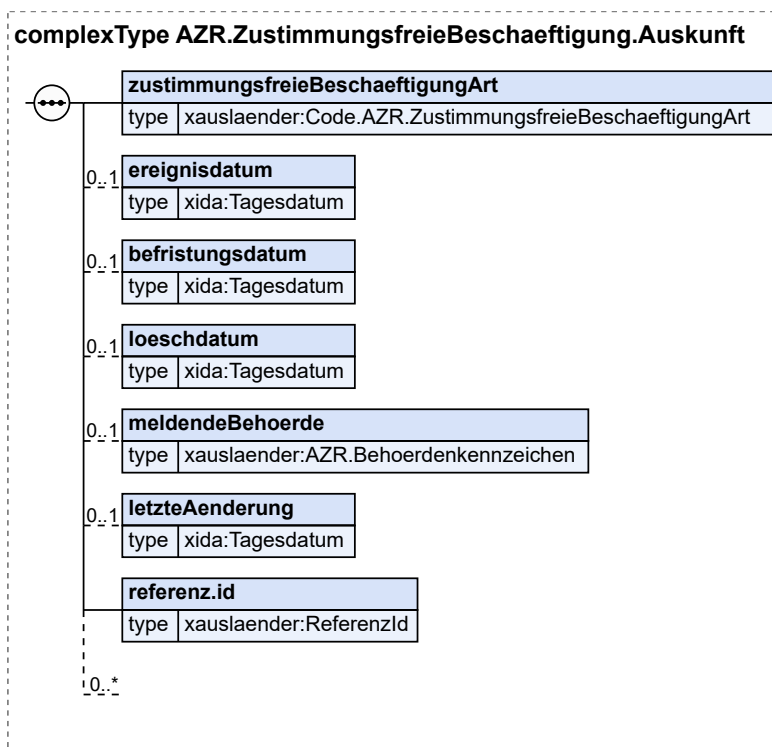 complexType AZR.ZustimmungsfreieBeschaeftigung.Auskunft
zustimmungsfreieBeschaeftigungArt
type xauslaender:Code.AZR.ZustimmungsfreieBeschaeftigungArt
0..1 ereignisdatum
type xida:Tagesdatum
0..1 befristungsdatum
type xida:Tagesdatum
0..1 loeschdatum
type xida:Tagesdatum
0..1 meldendeBehoerde
type xauslaender:AZR.Behoerdenkennzeichen
0..1 letzteAenderung
type xida:Tagesdatum
referenz.id
type xauslaender:ReferenzId
0..*